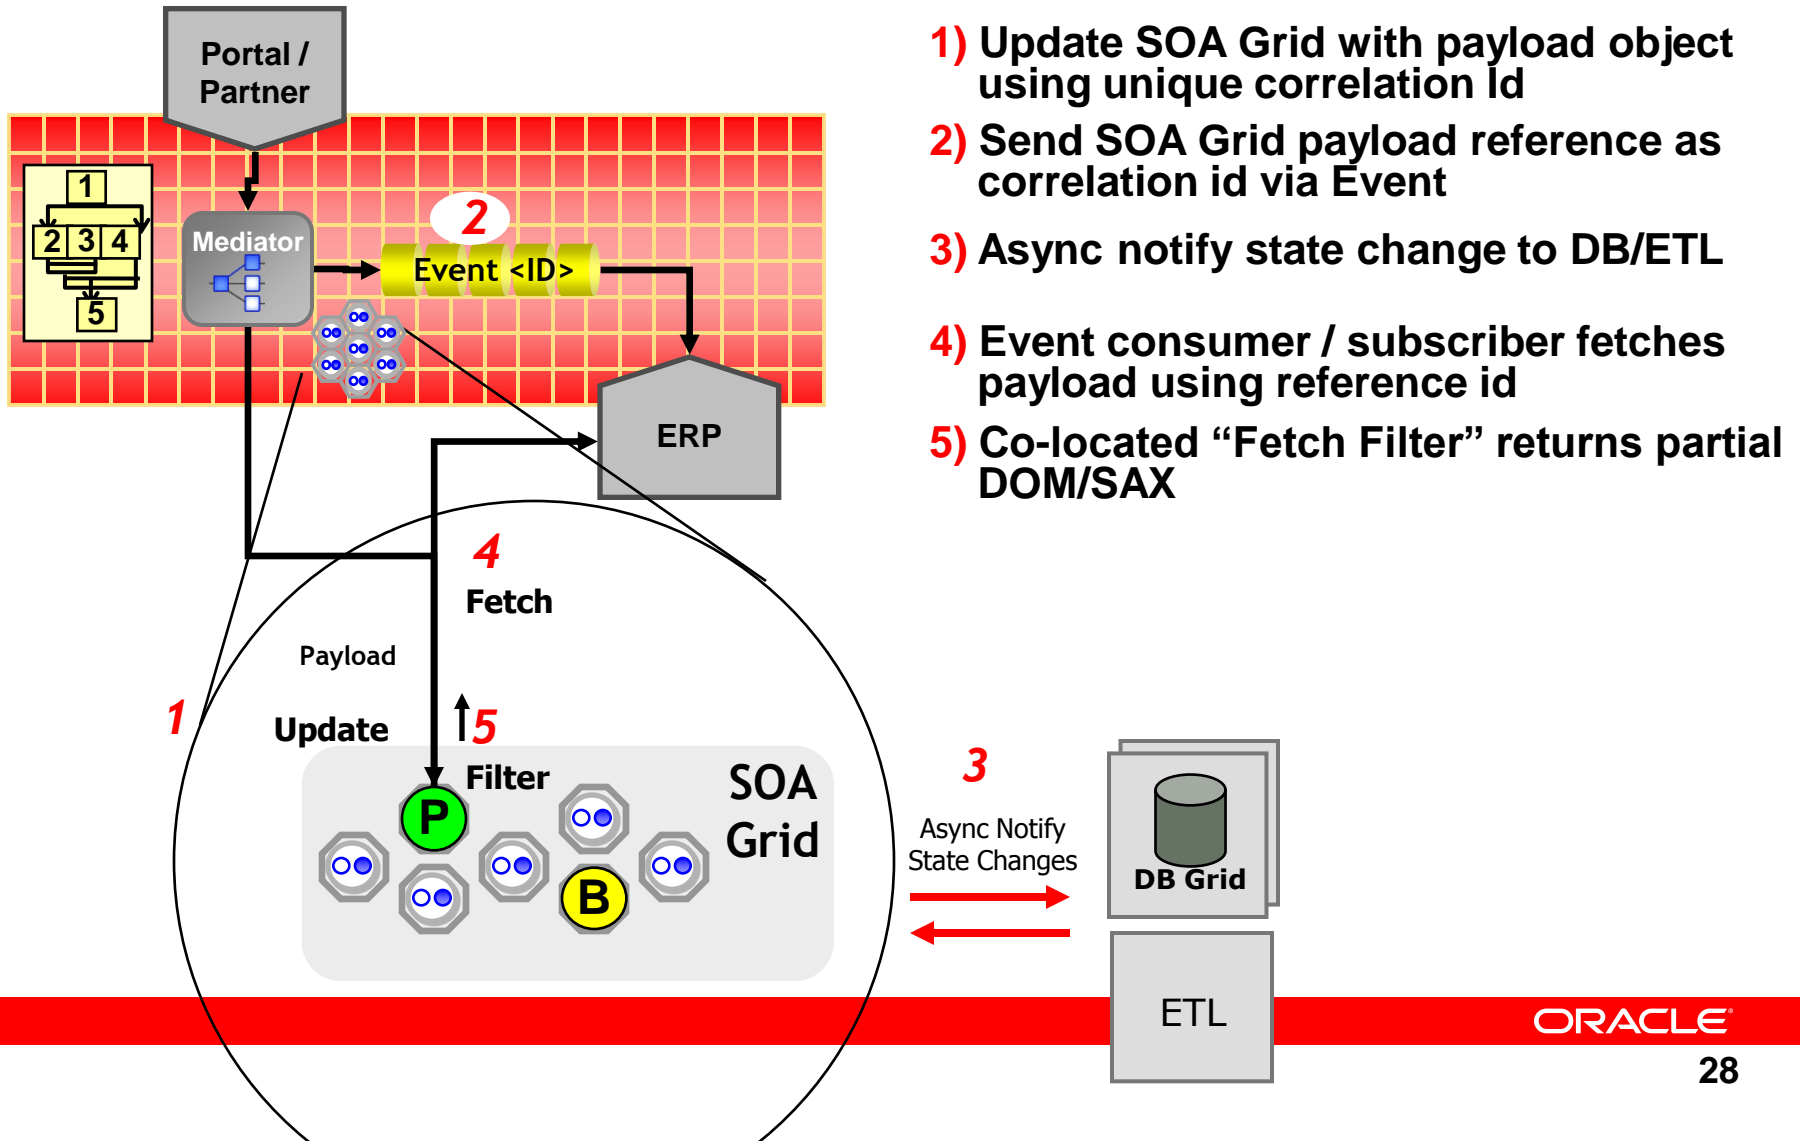 Portal /
Partner
1
2 3 4
5
Mediator
2
Event <ID>
ERP
4
Fetch
Payload
1
Update
5
Filter
SOA
Grid
P
B
3
Async Notify
State Changes
DB Grid
ETL
1) Update SOA Grid with payload object
using unique correlation Id
2) Send SOA Grid payload reference as
correlation id via Event
3) Async notify state change to DB/ETL
4) Event consumer / subscriber fetches
payload using reference id
5) Co-located “Fetch Filter” returns partial
DOM/SAX
ORACLE®
28